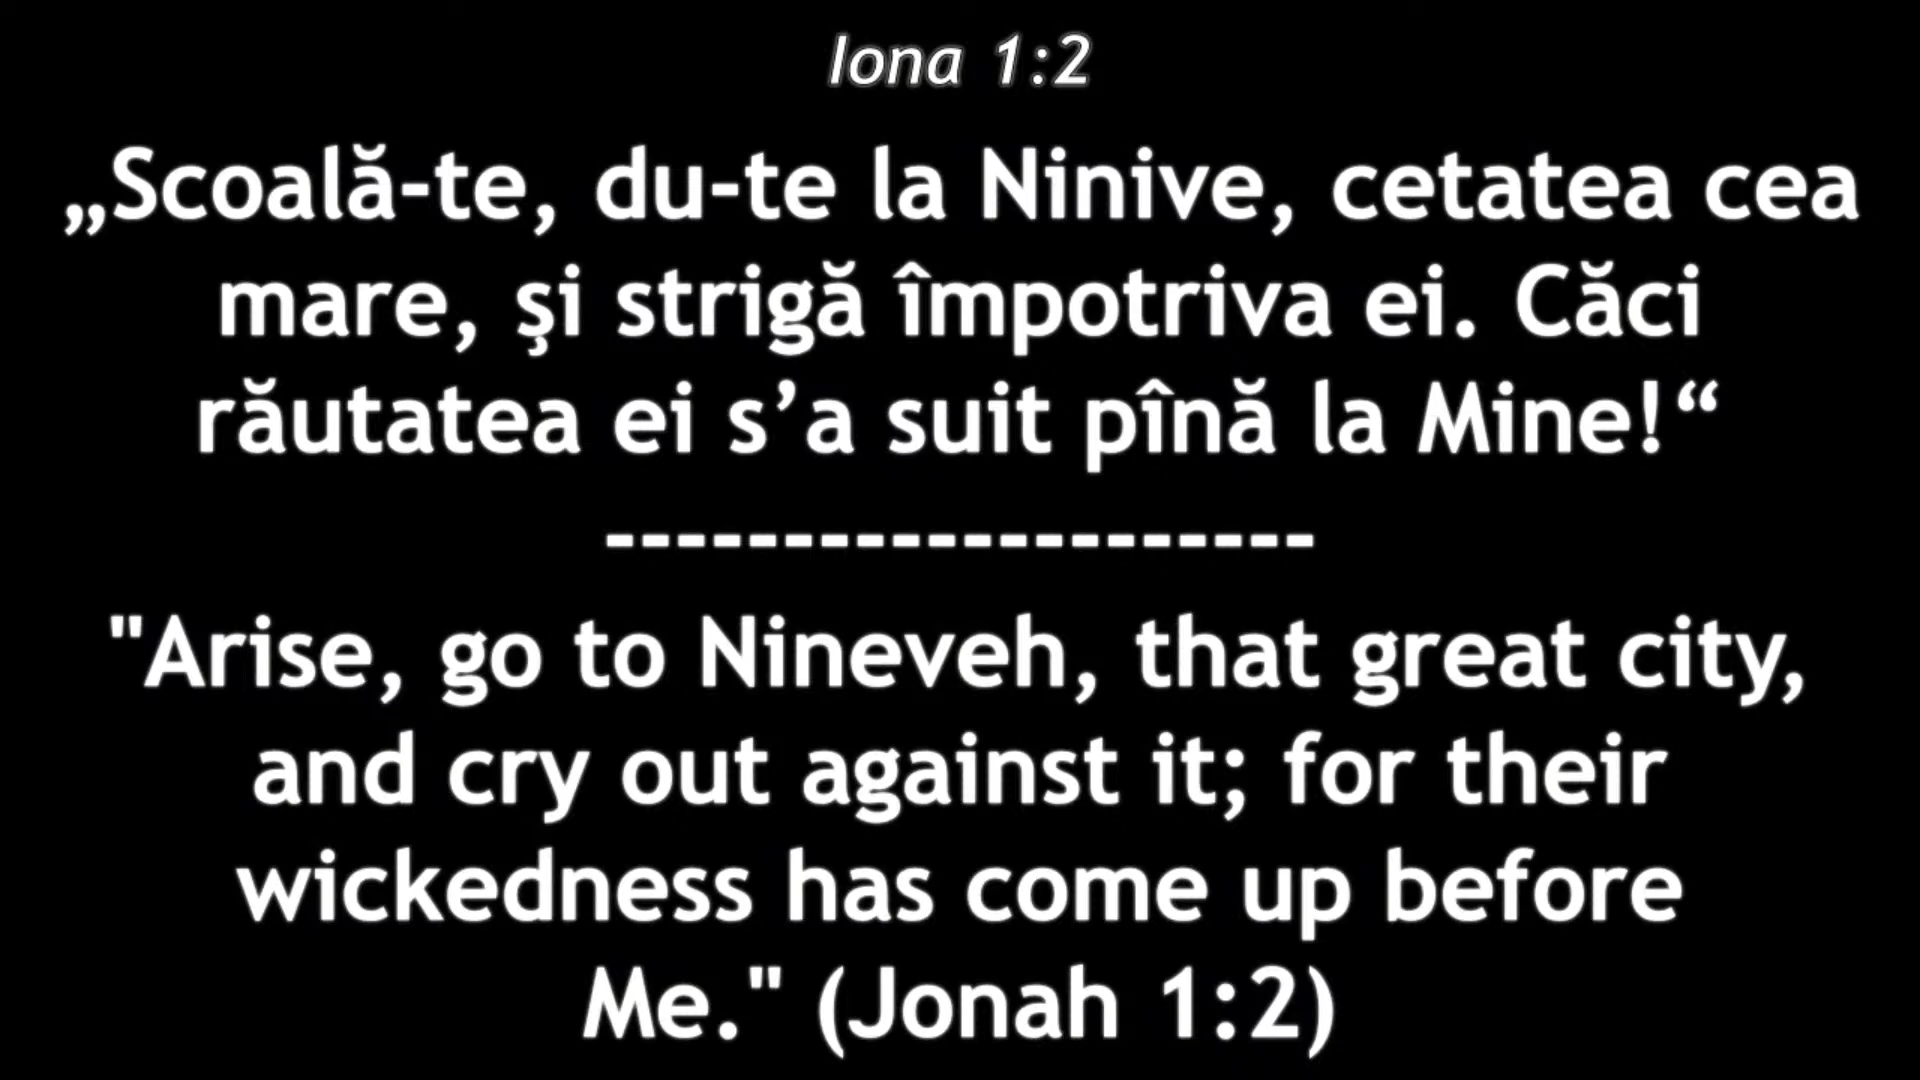 Iona 1:2
„Scoală-te, du-te la Ninive, cetatea cea
mare, şi strigă împotriva ei. Căci
răutatea ei s’a suit pînă la Mine!“
--------------------
"Arise, go to Nineveh, that great city,
and cry out against it; for their
wickedness has come up before
Me." (Jonah 1:2)